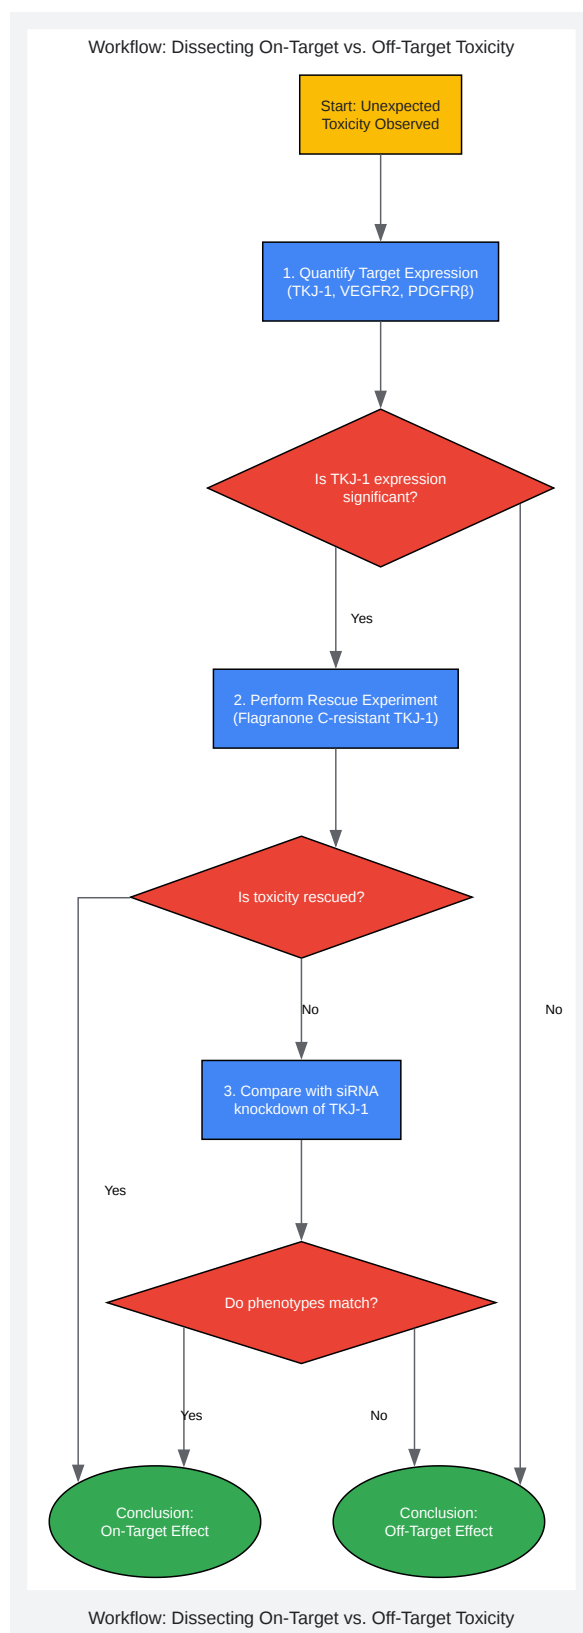 Workflow: Dissecting On-Target vs. Off-Target Toxicity
Start: Unexpected
Toxicity Observed
1. Quantify Target Expression
(TKJ-1, VEGFR2, PDGFRβ)
Is TKJ-1 expression
significant?
Yes
2. Perform Rescue Experiment
(Flagranone C-resistant TKJ-1)
Is toxicity rescued?
No
No
3. Compare with siRNA
knockdown of TKJ-1
Yes
Do phenotypes match?
Yes
No
Conclusion:
On-Target Effect
Conclusion:
Off-Target Effect
Workflow: Dissecting On-Target vs. Off-Target Toxicity